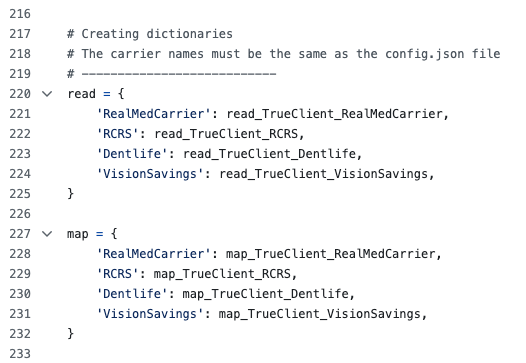 216
217 # Creating dictionaries
218 # The carrier names must be the same as the config.json file
219 # ---------------------------
220 read = {
221 'RealMedCarrier': read_TrueClient_RealMedCarrier,
222 'RCRS': read_TrueClient_RCRS,
223 'Dentlife': read_TrueClient_Dentlife,
224 'VisionSavings': read_TrueClient_VisionSavings,
225 }
226
227 map = {
228 'RealMedCarrier': map_TrueClient_RealMedCarrier,
229 'RCRS': map_TrueClient_RCRS,
230 'Dentlife': map_TrueClient_Dentlife,
231 'VisionSavings': map_TrueClient_VisionSavings,
232 }
233